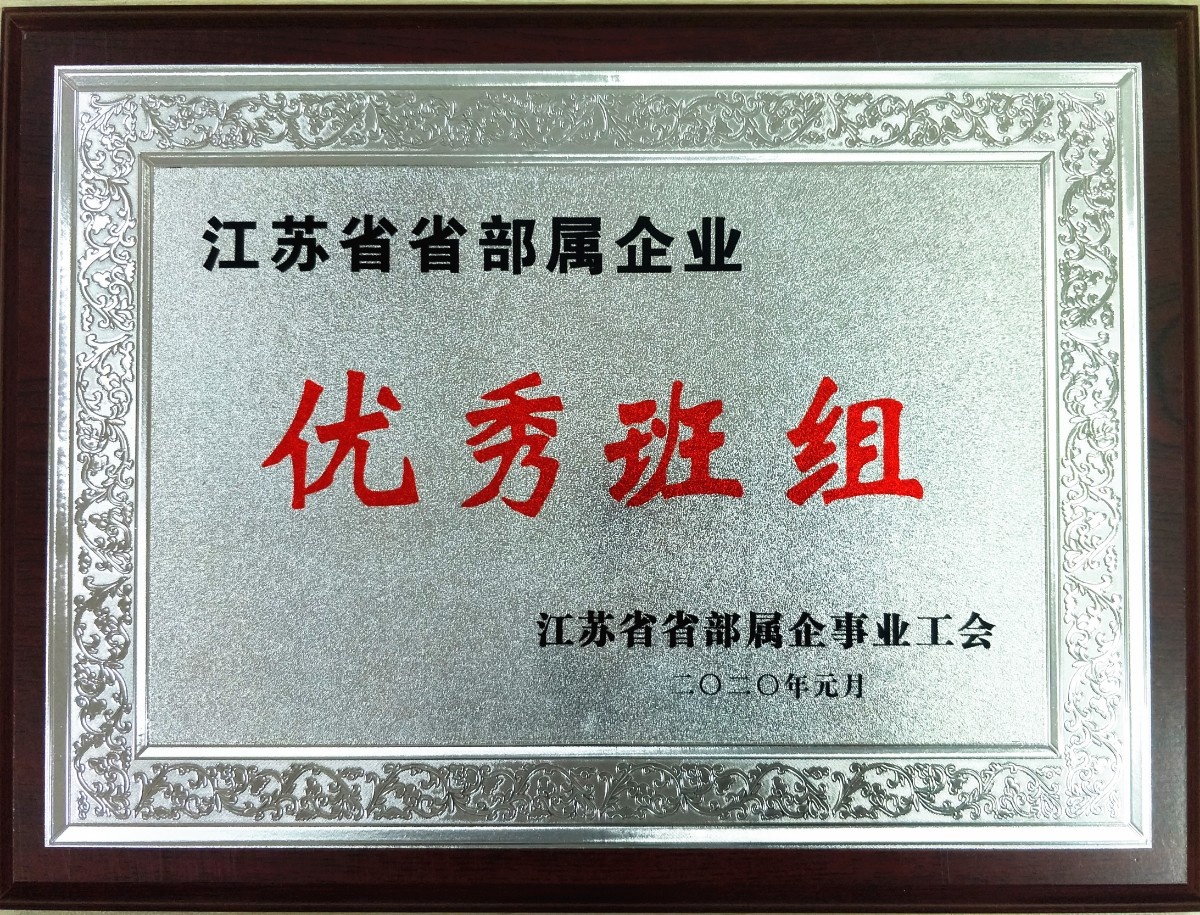 江苏省省部属企业
优秀班组
江苏省省部属企事业工会
二〇二〇年元月